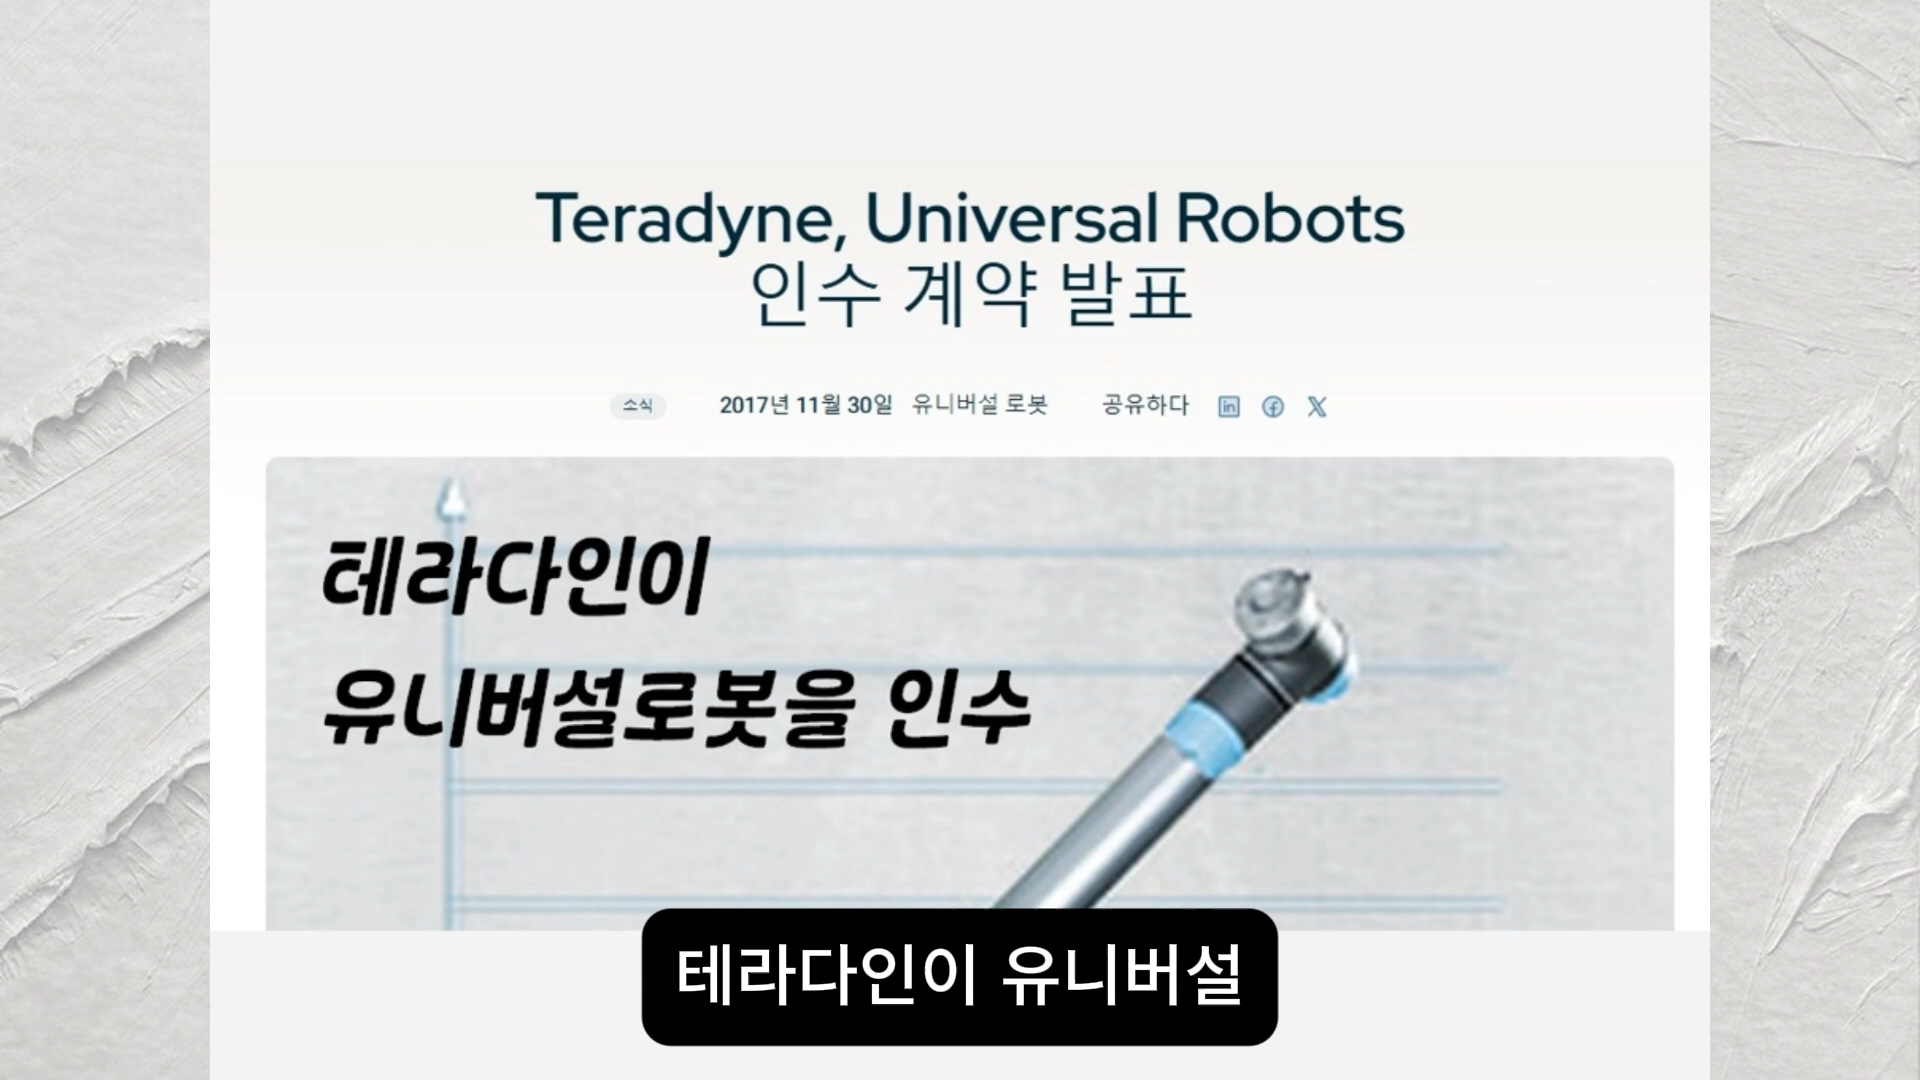 Teradyne, Universal Robots
인수 계약 발표
소식 2017년 11월 30일 유니버설 로봇 공유하다
테라다인이
유니버설로봇을 인수
테라다인이 유니버설